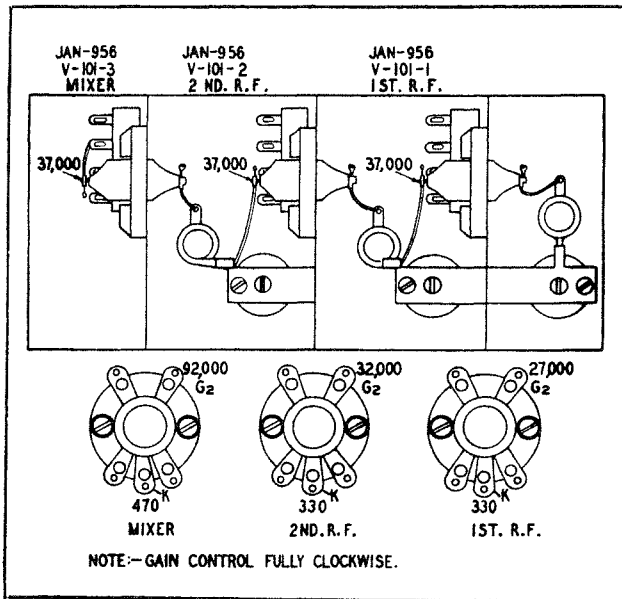 JAN-956
V-101-3
MIXER
JAN-956
V-101-2
2 ND. R.F.
JAN-956
V-101-1
1ST. R.F.
37,000
37,000
37,000
92,000
G2
32,000
G2
27,000
G2
K
470
MIXER
K
330
2ND. R.F.
K
330
1ST. R.F.
NOTE:- GAIN CONTROL FULLY CLOCKWISE.